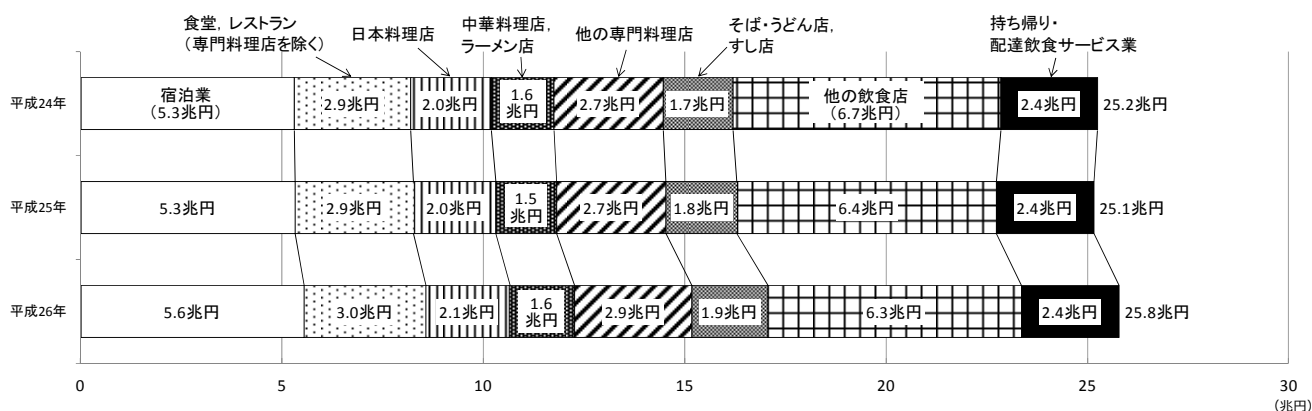 食堂, レストラン
（専門料理店を除く）
日本料理店
中華料理店,
ラーメン店
他の専門料理店
そば・うどん店,
すし店
持ち帰り・
配達飲食サービス業
平成24年
宿泊業
（5.3兆円）
2.9兆円
2.0兆円
1.6
兆円
2.7兆円
1.7兆円
他の飲食店
（6.7兆円）
2.4兆円
25.2兆円
平成25年
5.3兆円
2.9兆円
2.0兆円
1.5
兆円
2.7兆円
1.8兆円
6.4兆円
2.4兆円
25.1兆円
平成26年
5.6兆円
3.0兆円
2.1兆円
1.6
兆円
2.9兆円
1.9兆円
6.3兆円
2.4兆円
25.8兆円
0
5
10
15
20
25
30
（兆円）